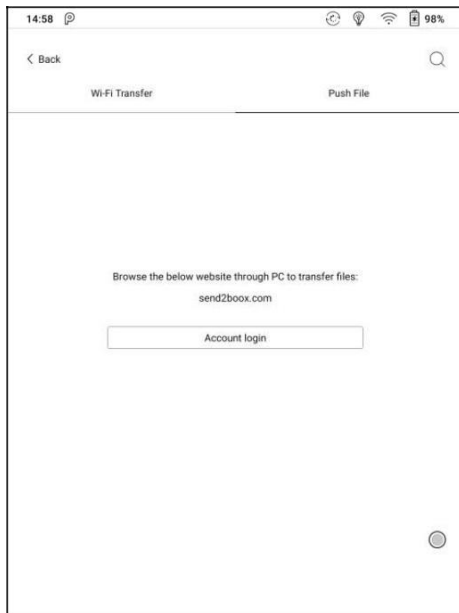 14:58 98%
< Back
Wi-Fi Transfer Push File
Browse the below website through PC to transfer files:
send2boox.com
Account login